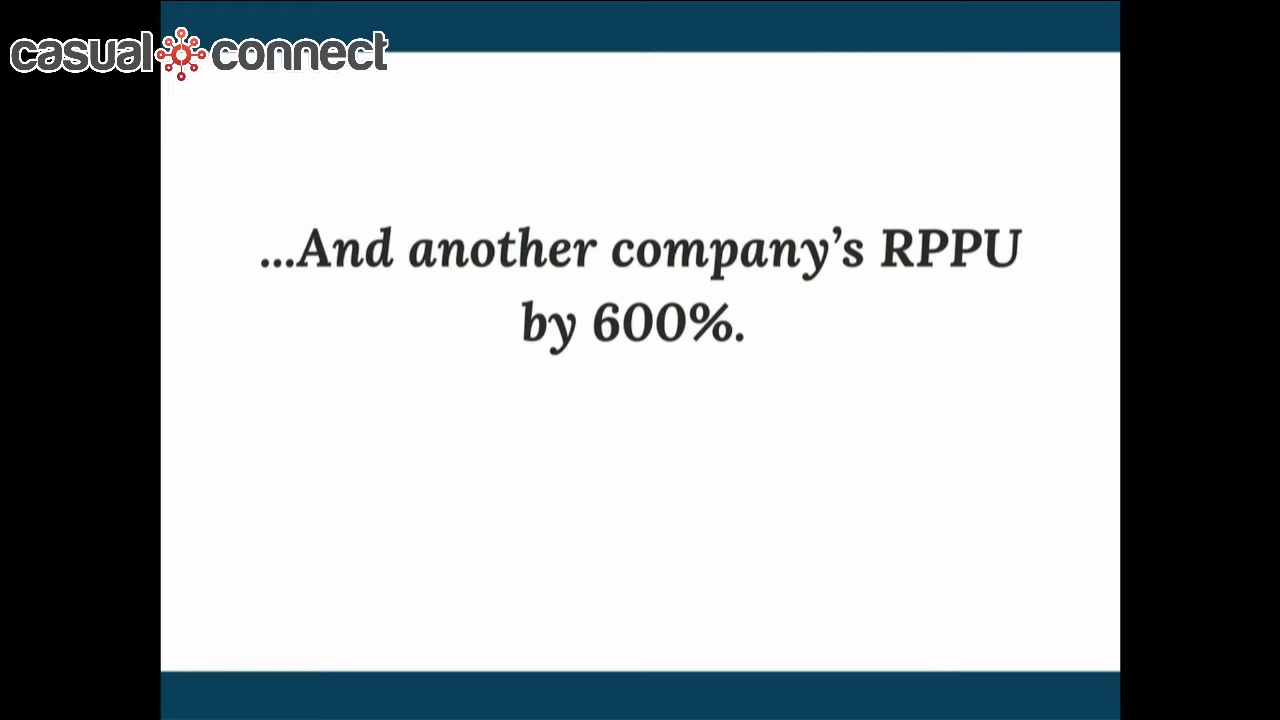 casual connect
...And another company’s RPPU
by 600%.